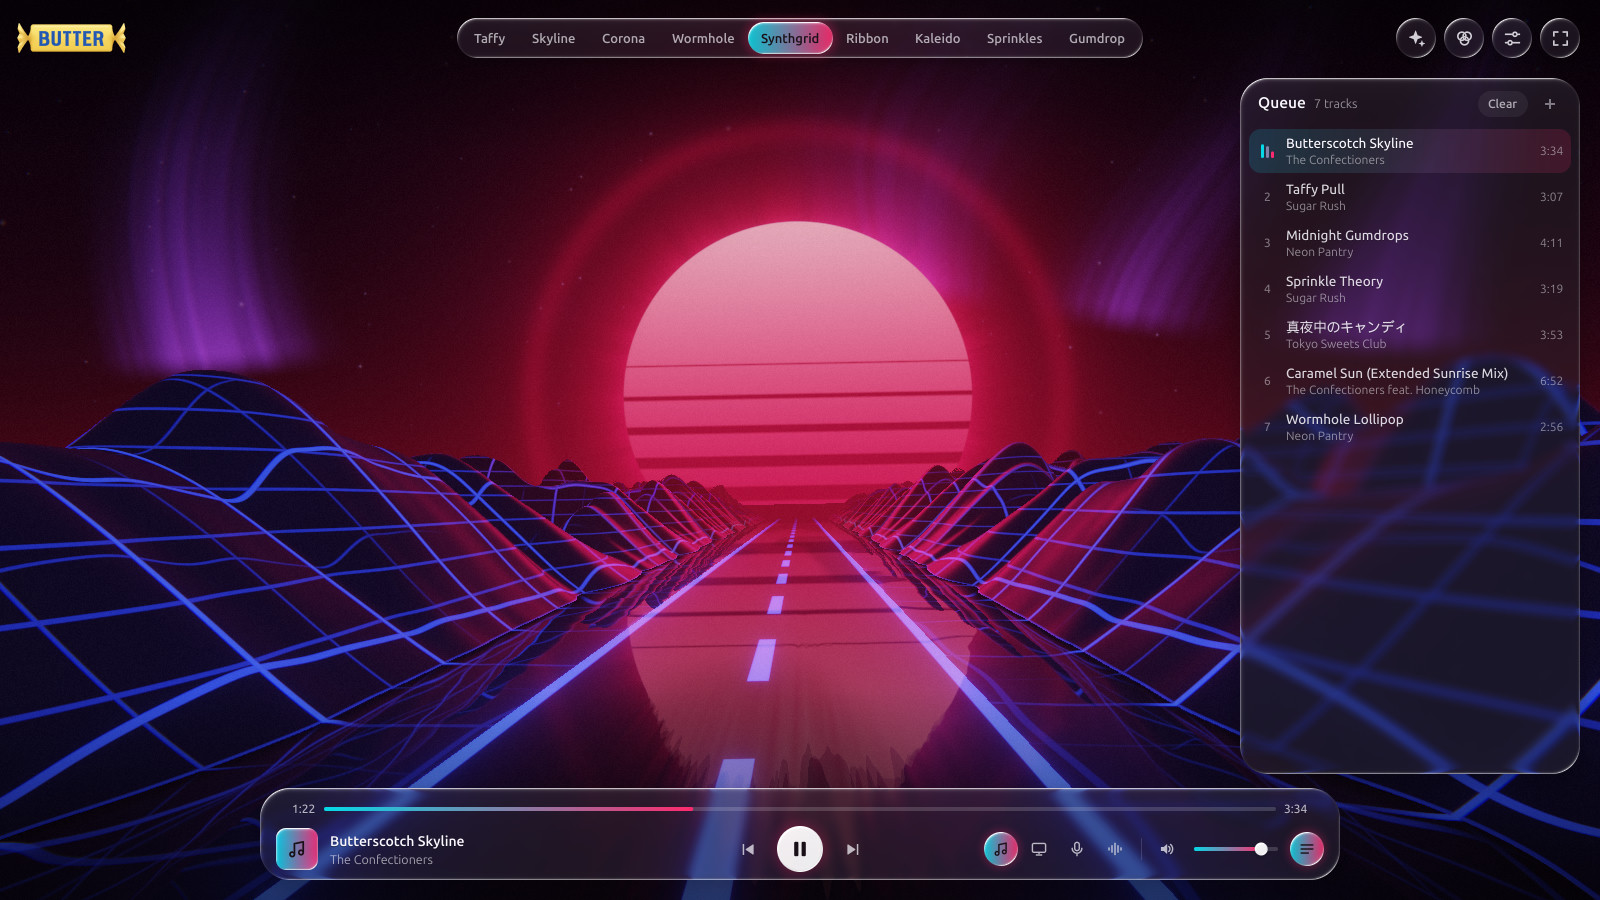 BUTTER
Taffy Skyline Corona Wormhole Synthgrid Ribbon Kaleido Sprinkles Gumdrop
Queue 7 tracks Clear
Butterscotch Skyline 3:34
The Confectioners
2 Taffy Pull 3:07
Sugar Rush
3 Midnight Gumdrops 4:11
Neon Pantry
4 Sprinkle Theory 3:19
Sugar Rush
5 真夜中のキャンディ 3:53
Tokyo Sweets Club
6 Caramel Sun (Extended Sunrise Mix) 6:52
The Confectioners feat. Honeycomb
7 Wormhole Lollipop 2:56
Neon Pantry
1:22 3:34
Butterscotch Skyline
The Confectioners